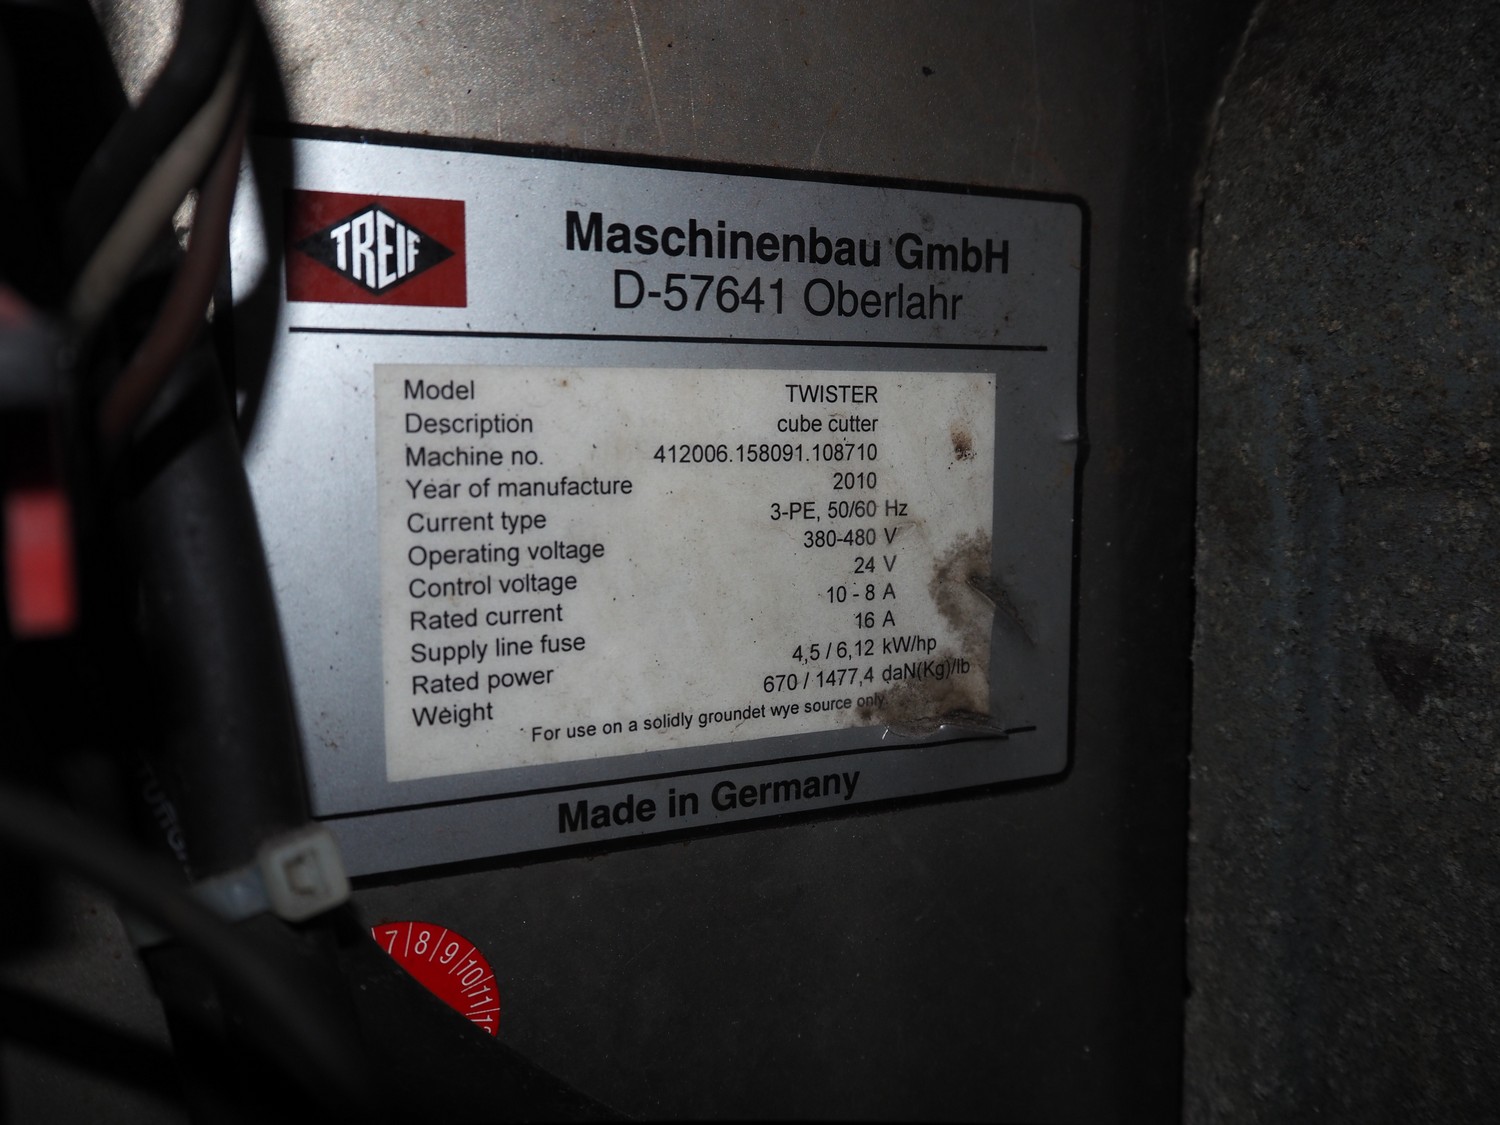 TREIF
Maschinenbau GmbH
D-57641 Oberlahr
Model TWISTER
Description cube cutter
Machine no. 412006.158091.108710
Year of manufacture 2010
Current type 3-PE, 50/60 Hz
Operating voltage 380-480 V
Control voltage 24 V
Rated current 10 - 8 A
Supply line fuse 16 A
Rated power 4,5 / 6,12 kW/hp
Weight 670 / 1477,4 daN(Kg)/lb
For use on a solidly groundet wye source only.
Made in Germany
7 8 9 10 11